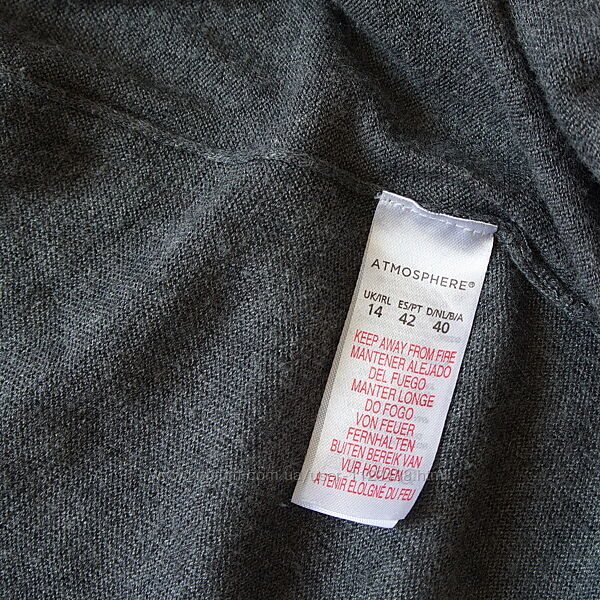 ATMOSPHERE®
UK/IRL ES/PT D/NL/B/A
14 42 40
KEEP AWAY FROM FIRE
MANTENER ALEJADO
DEL FUEGO
MANTER LONGE
DO FOGO
VON FEUER
FERNHALTEN
BUITEN BEREIK VAN
VUR HOUDEN
A TENIR ÉLOLGNÉ DU FEU